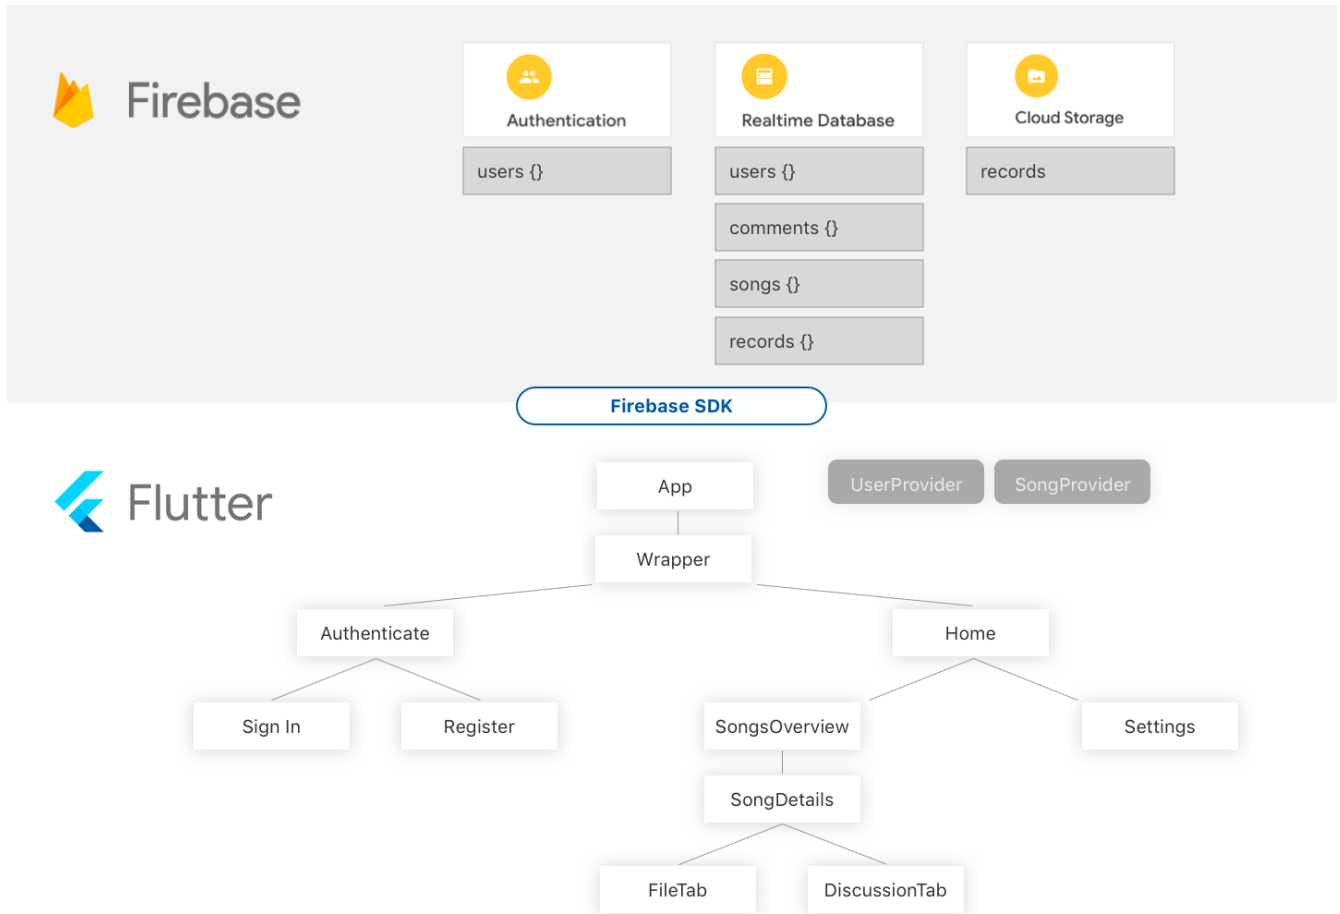 Firebase
Authentication
Realtime Database
Cloud Storage
users {}
users {}
records
comments {}
songs {}
records {}
Firebase SDK
Flutter
App
UserProvider
SongProvider
Wrapper
Authenticate
Home
Sign In
Register
SongsOverview
Settings
SongDetails
FileTab
DiscussionTab